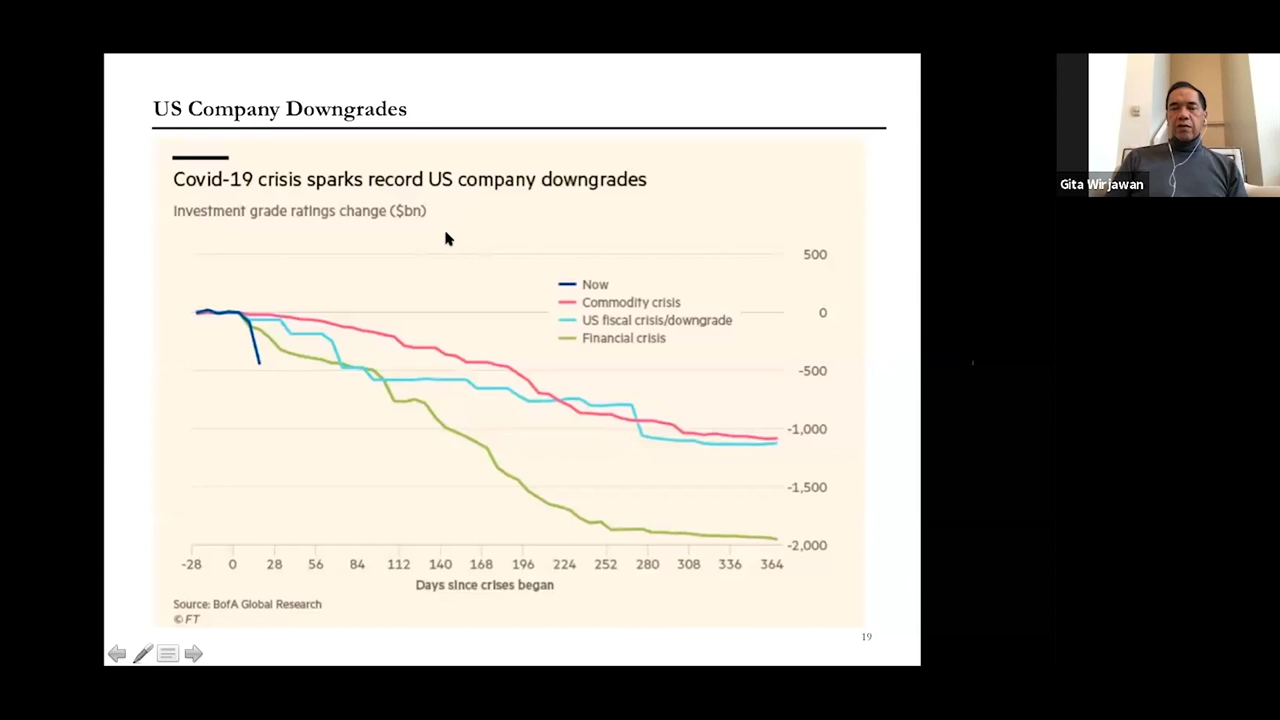 US Company Downgrades
Covid-19 crisis sparks record US company downgrades
Investment grade ratings change ($bn)
500
Now
Commodity crisis
US fiscal crisis/downgrade
Financial crisis
0
-500
-1,000
-1,500
-2,000
-28 0 28 56 84 112 140 168 196 224 252 280 308 336 364
Days since crises began
Source: BofA Global Research
© FT
19
Gita Wirjawan